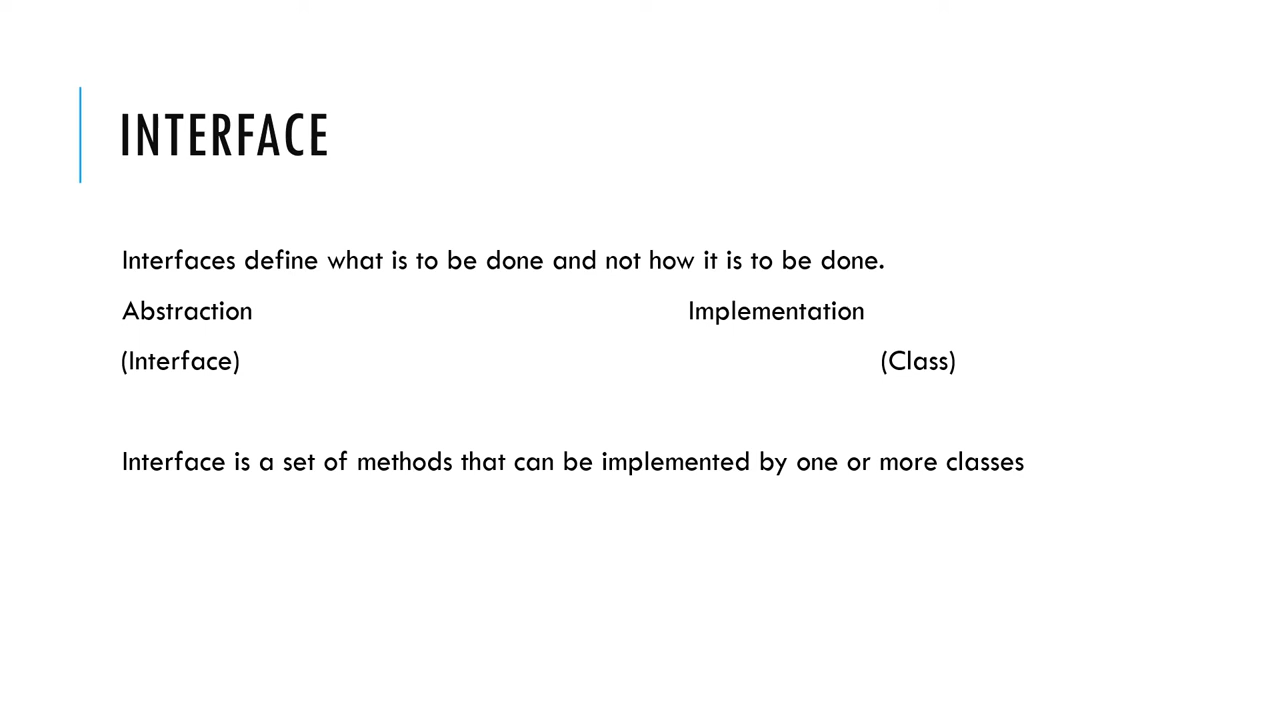 INTERFACE
Interfaces define what is to be done and not how it is to be done.
Abstraction Implementation
(Interface) (Class)
Interface is a set of methods that can be implemented by one or more classes